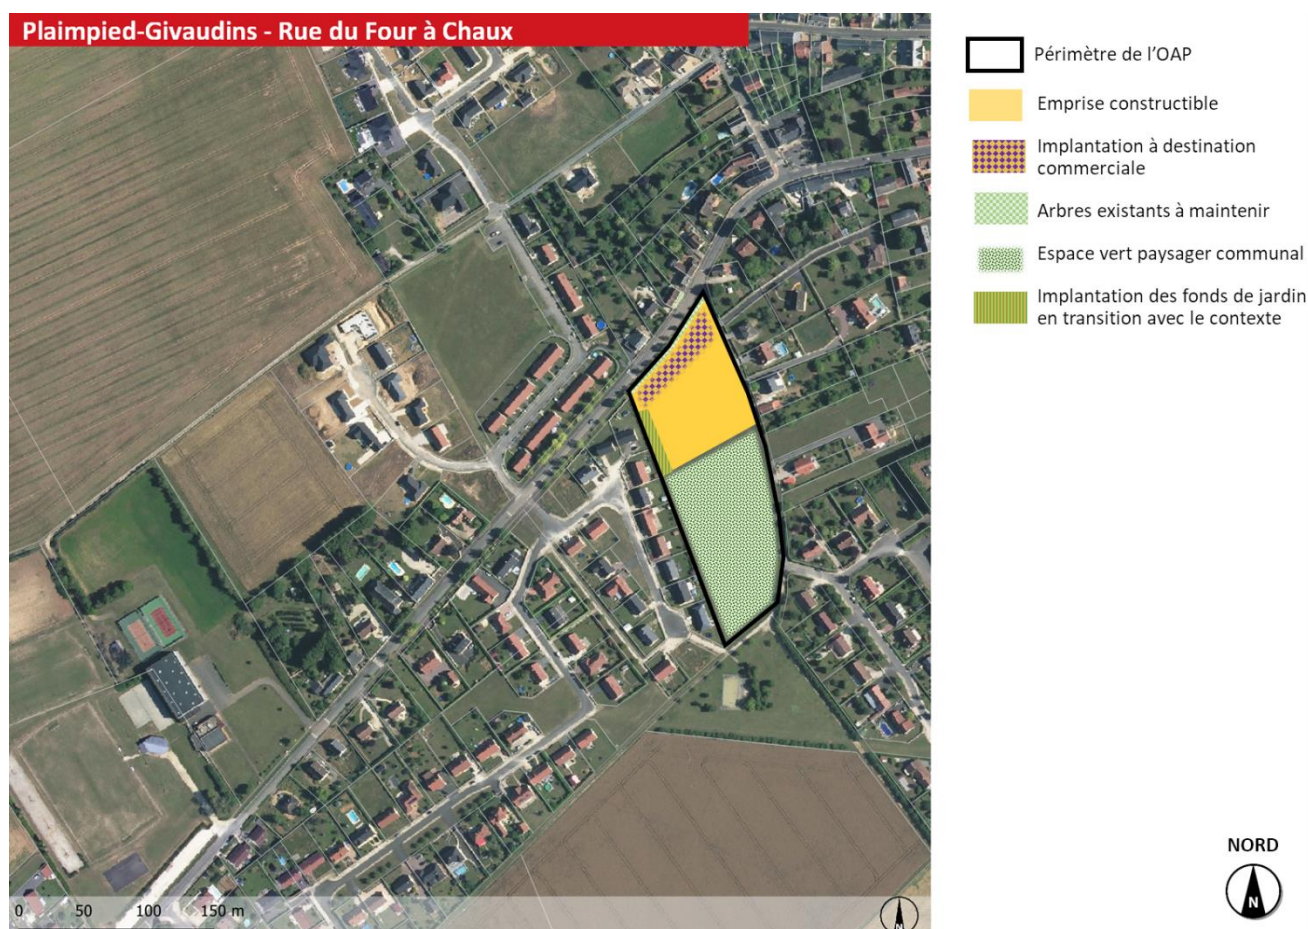 Plaimpied-Givaudins - Rue du Four à Chaux
Périmètre de l'OAP
Emprise constructible
Implantation à destination
commerciale
Arbres existants à maintenir
Espace vert paysager communal
Implantation des fonds de jardin
en transition avec le contexte
NORD
N
0 50 100 150 m
N